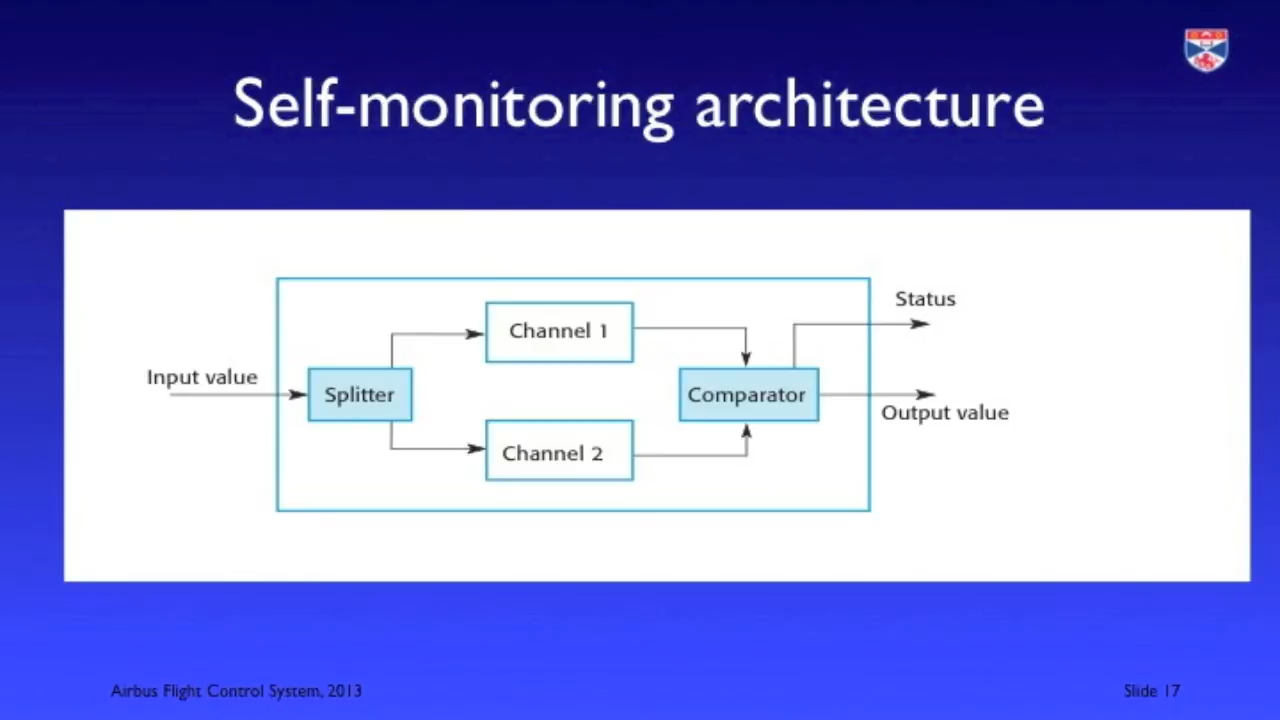 Self-monitoring architecture
Status
Channel 1
Input value
Splitter
Comparator
Output value
Channel 2
Airbus Flight Control System, 2013
Slide 17